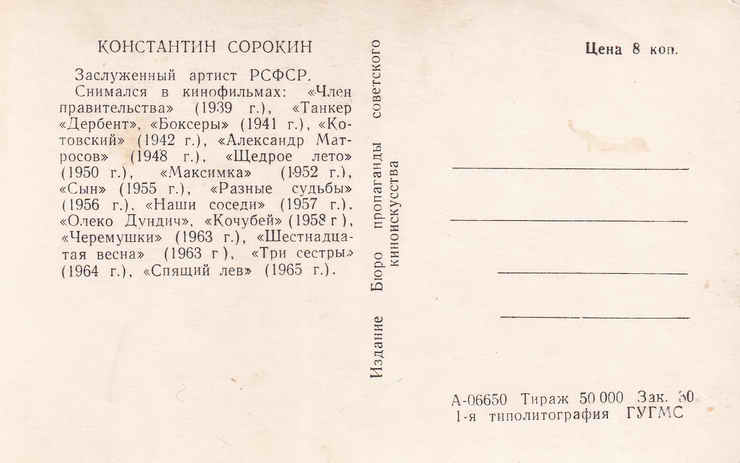 КОНСТАНТИН СОРОКИН
Заслуженный артист РСФСР.
Снимался в кинофильмах: «Член
правительства» (1939 г.), «Танкер
«Дербент», «Боксеры» (1941 г.), «Ко-
товский» (1942 г.), «Александр Мат-
росов» (1948 г.), «Щедрое лето»
(1950 г.), «Максимка» (1952 г.),
«Сын» (1955 г.), «Разные судьбы»
(1956 г.). «Наши соседи» (1957 г.).
«Олеко Дундич», «Кочубей» (1958 г),
«Черемушки» (1963 г.), «Шестнадца-
тая весна» (1963 г), «Три сестры»
(1964 г.), «Спящий лев» (1965 г.).
Издание Бюро пропаганды советского
киноискусства
Цена 8 коп.
А-06650 Тираж 50 000 Зак. 30
1-я типолитография ГУГМС